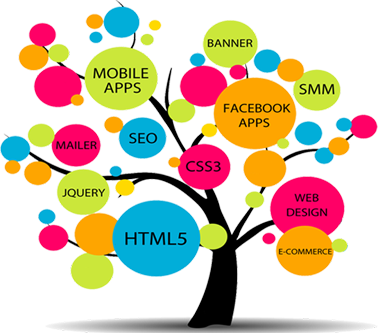 BANNER
MOBILE
APPS
SMM
FACEBOOK
APPS
SEO
MAILER
CSS3
JQUERY
WEB
DESIGN
HTML5
E-COMMERCE